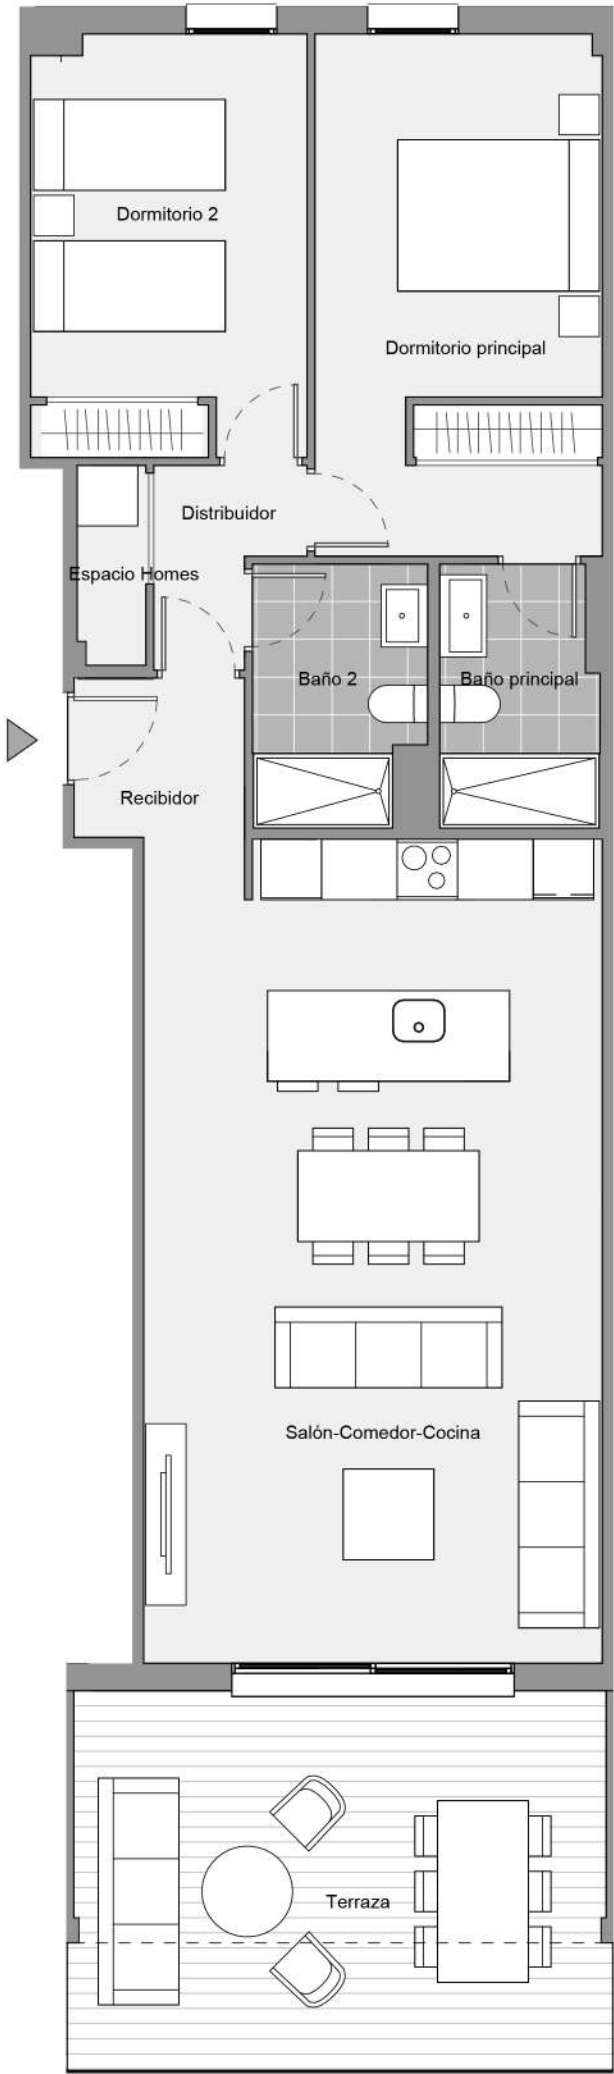 Dormitorio 2
Dormitorio principal
Distribuidor
Espacio Homes
Baño 2
Baño principal
Recibidor
Salón-Comedor-Cocina
Terraza